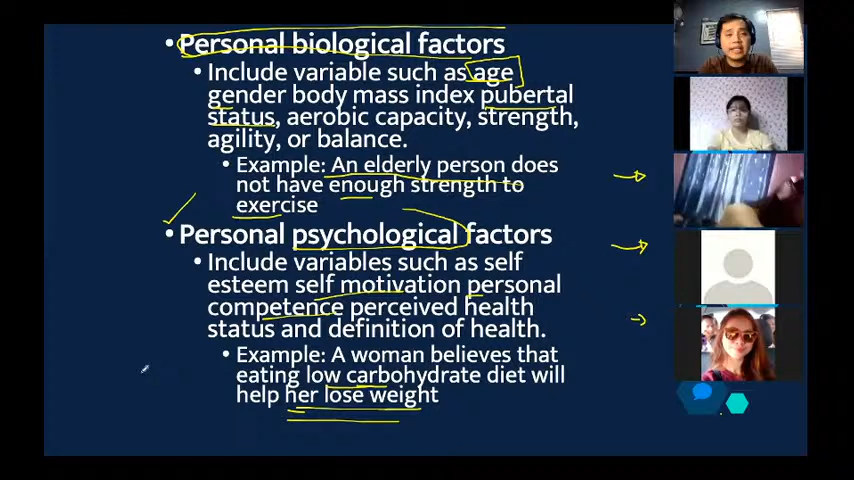 Personal biological factors
Include variable such as age
gender body mass index pubertal
status, aerobic capacity, strength,
agility, or balance.
Example: An elderly person does
not have enough strength to
exercise
Personal psychological factors
Include variables such as self
esteem self motivation personal
competence perceived health
status and definition of health.
Example: A woman believes that
eating low carbohydrate diet will
help her lose weight